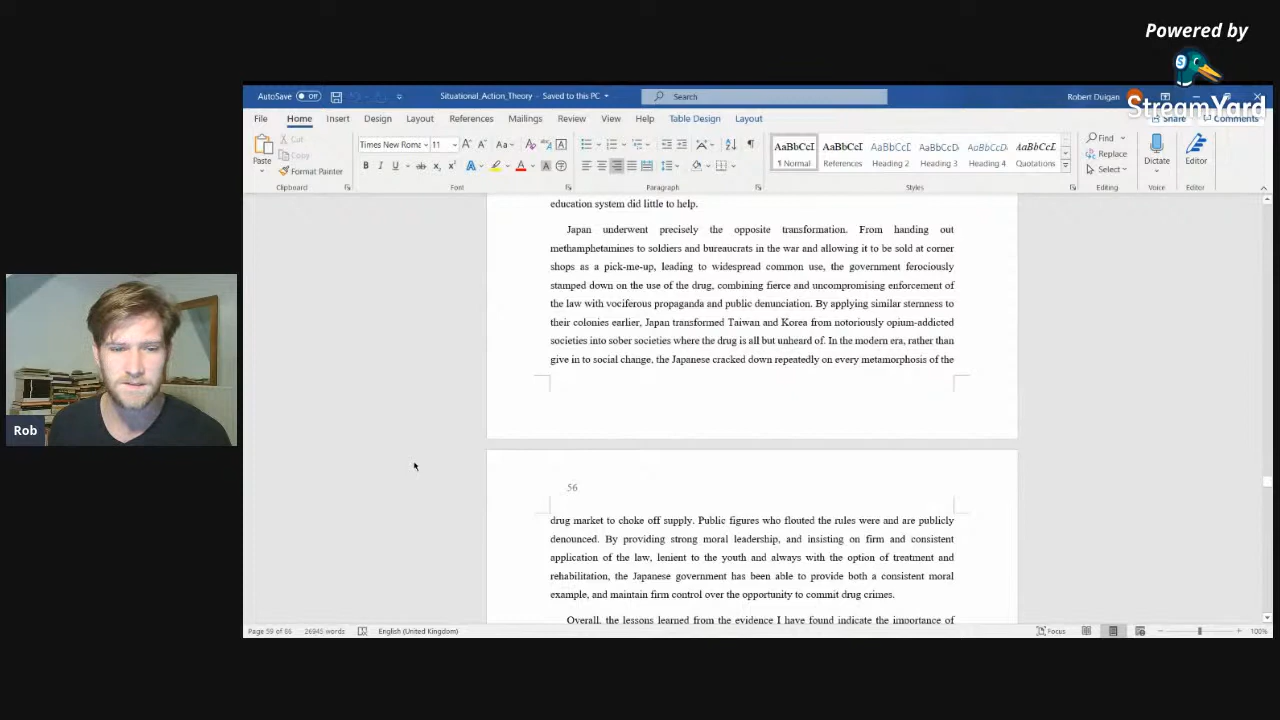 Powered by
StreamYard
AutoSave Off
Situational_Action_Theory - Saved to this PC
Search
Robert Duigan
File Home Insert Design Layout References Mailings Review View Help Table Design Layout
Share Comments
Paste
Cut
Copy
Format Painter
Clipboard
Times New Roma 11
Font
Paragraph
AaBbCcI AaBbCcI AaBbCcI AaBbCcI AaBbCcD AaBbCcI
¶ Normal References Heading 2 Heading 3 Heading 4 Quotations
Styles
Find
Replace
Select
Editing
Dictate
Voice
Editor
Editor
education system did little to help.
Japan underwent precisely the opposite transformation. From handing out
methamphetamines to soldiers and bureaucrats in the war and allowing it to be sold at corner
shops as a pick-me-up, leading to widespread common use, the government ferociously
stamped down on the use of the drug, combining fierce and uncompromising enforcement of
the law with vociferous propaganda and public denunciation. By applying similar sternness to
their colonies earlier, Japan transformed Taiwan and Korea from notoriously opium-addicted
societies into sober societies where the drug is all but unheard of. In the modern era, rather than
give in to social change, the Japanese cracked down repeatedly on every metamorphosis of the
56
drug market to choke off supply. Public figures who flouted the rules were and are publicly
denounced. By providing strong moral leadership, and insisting on firm and consistent
application of the law, lenient to the youth and always with the option of treatment and
rehabilitation, the Japanese government has been able to provide both a consistent moral
example, and maintain firm control over the opportunity to commit drug crimes.
Overall, the lessons learned from the evidence I have found indicate the importance of
Rob
Page 59 of 86 26945 words English (United Kingdom)
Focus
100%